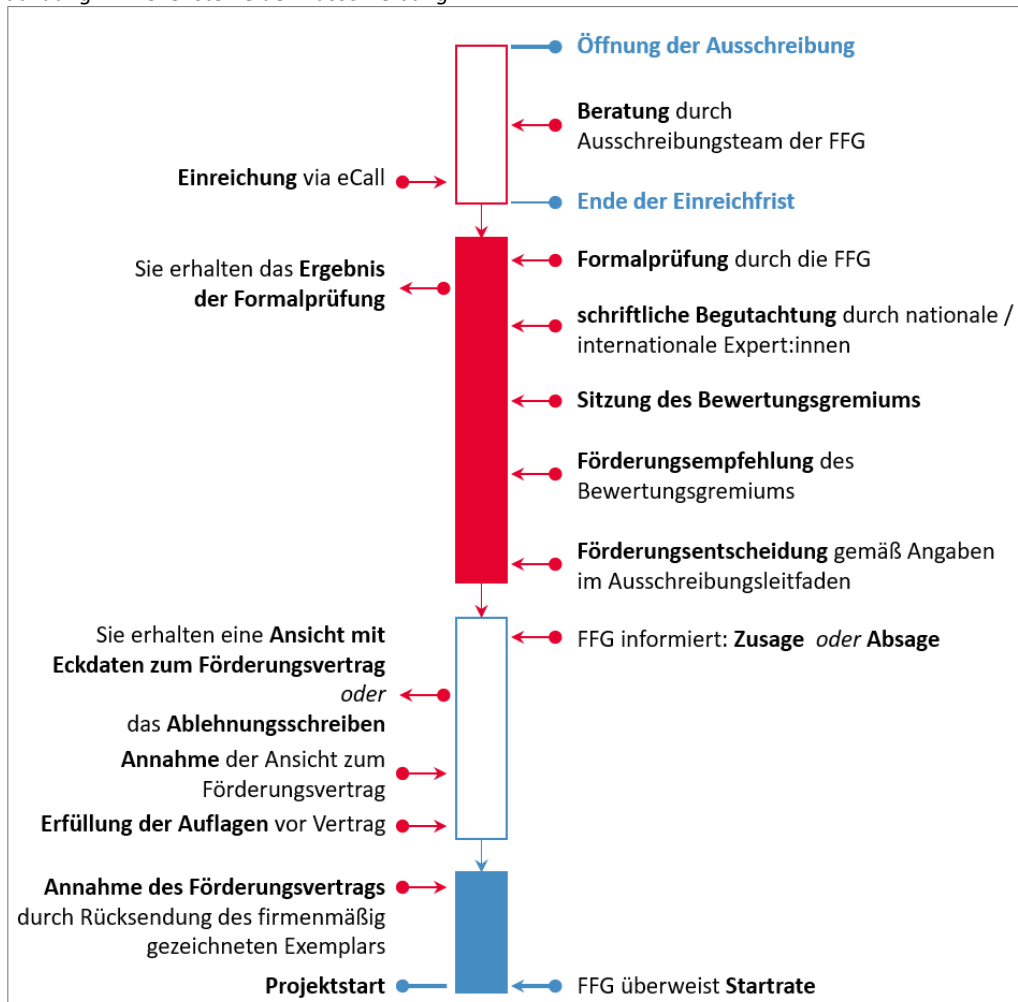 Öffnung der Ausschreibung
Beratung durch
Ausschreibungsteam der FFG
Einreichung via eCall
Ende der Einreichfrist
Formalprüfung durch die FFG
Sie erhalten das Ergebnis
der Formalprüfung
schriftliche Begutachtung durch nationale /
internationale Expert:innen
Sitzung des Bewertungsgremiums
Förderungsempfehlung des
Bewertungsgremiums
Förderungsentscheidung gemäß Angaben
im Ausschreibungsleitfaden
FFG informiert: Zusage oder Absage
Sie erhalten eine Ansicht mit
Eckdaten zum Förderungsvertrag
oder
das Ablehnungsschreiben
Annahme der Ansicht zum
Förderungsvertrag
Erfüllung der Auflagen vor Vertrag
Annahme des Förderungsvertrags
durch Rücksendung des firmenmäßig
gezeichneten Exemplars
Projektstart
FFG überweist Startrate